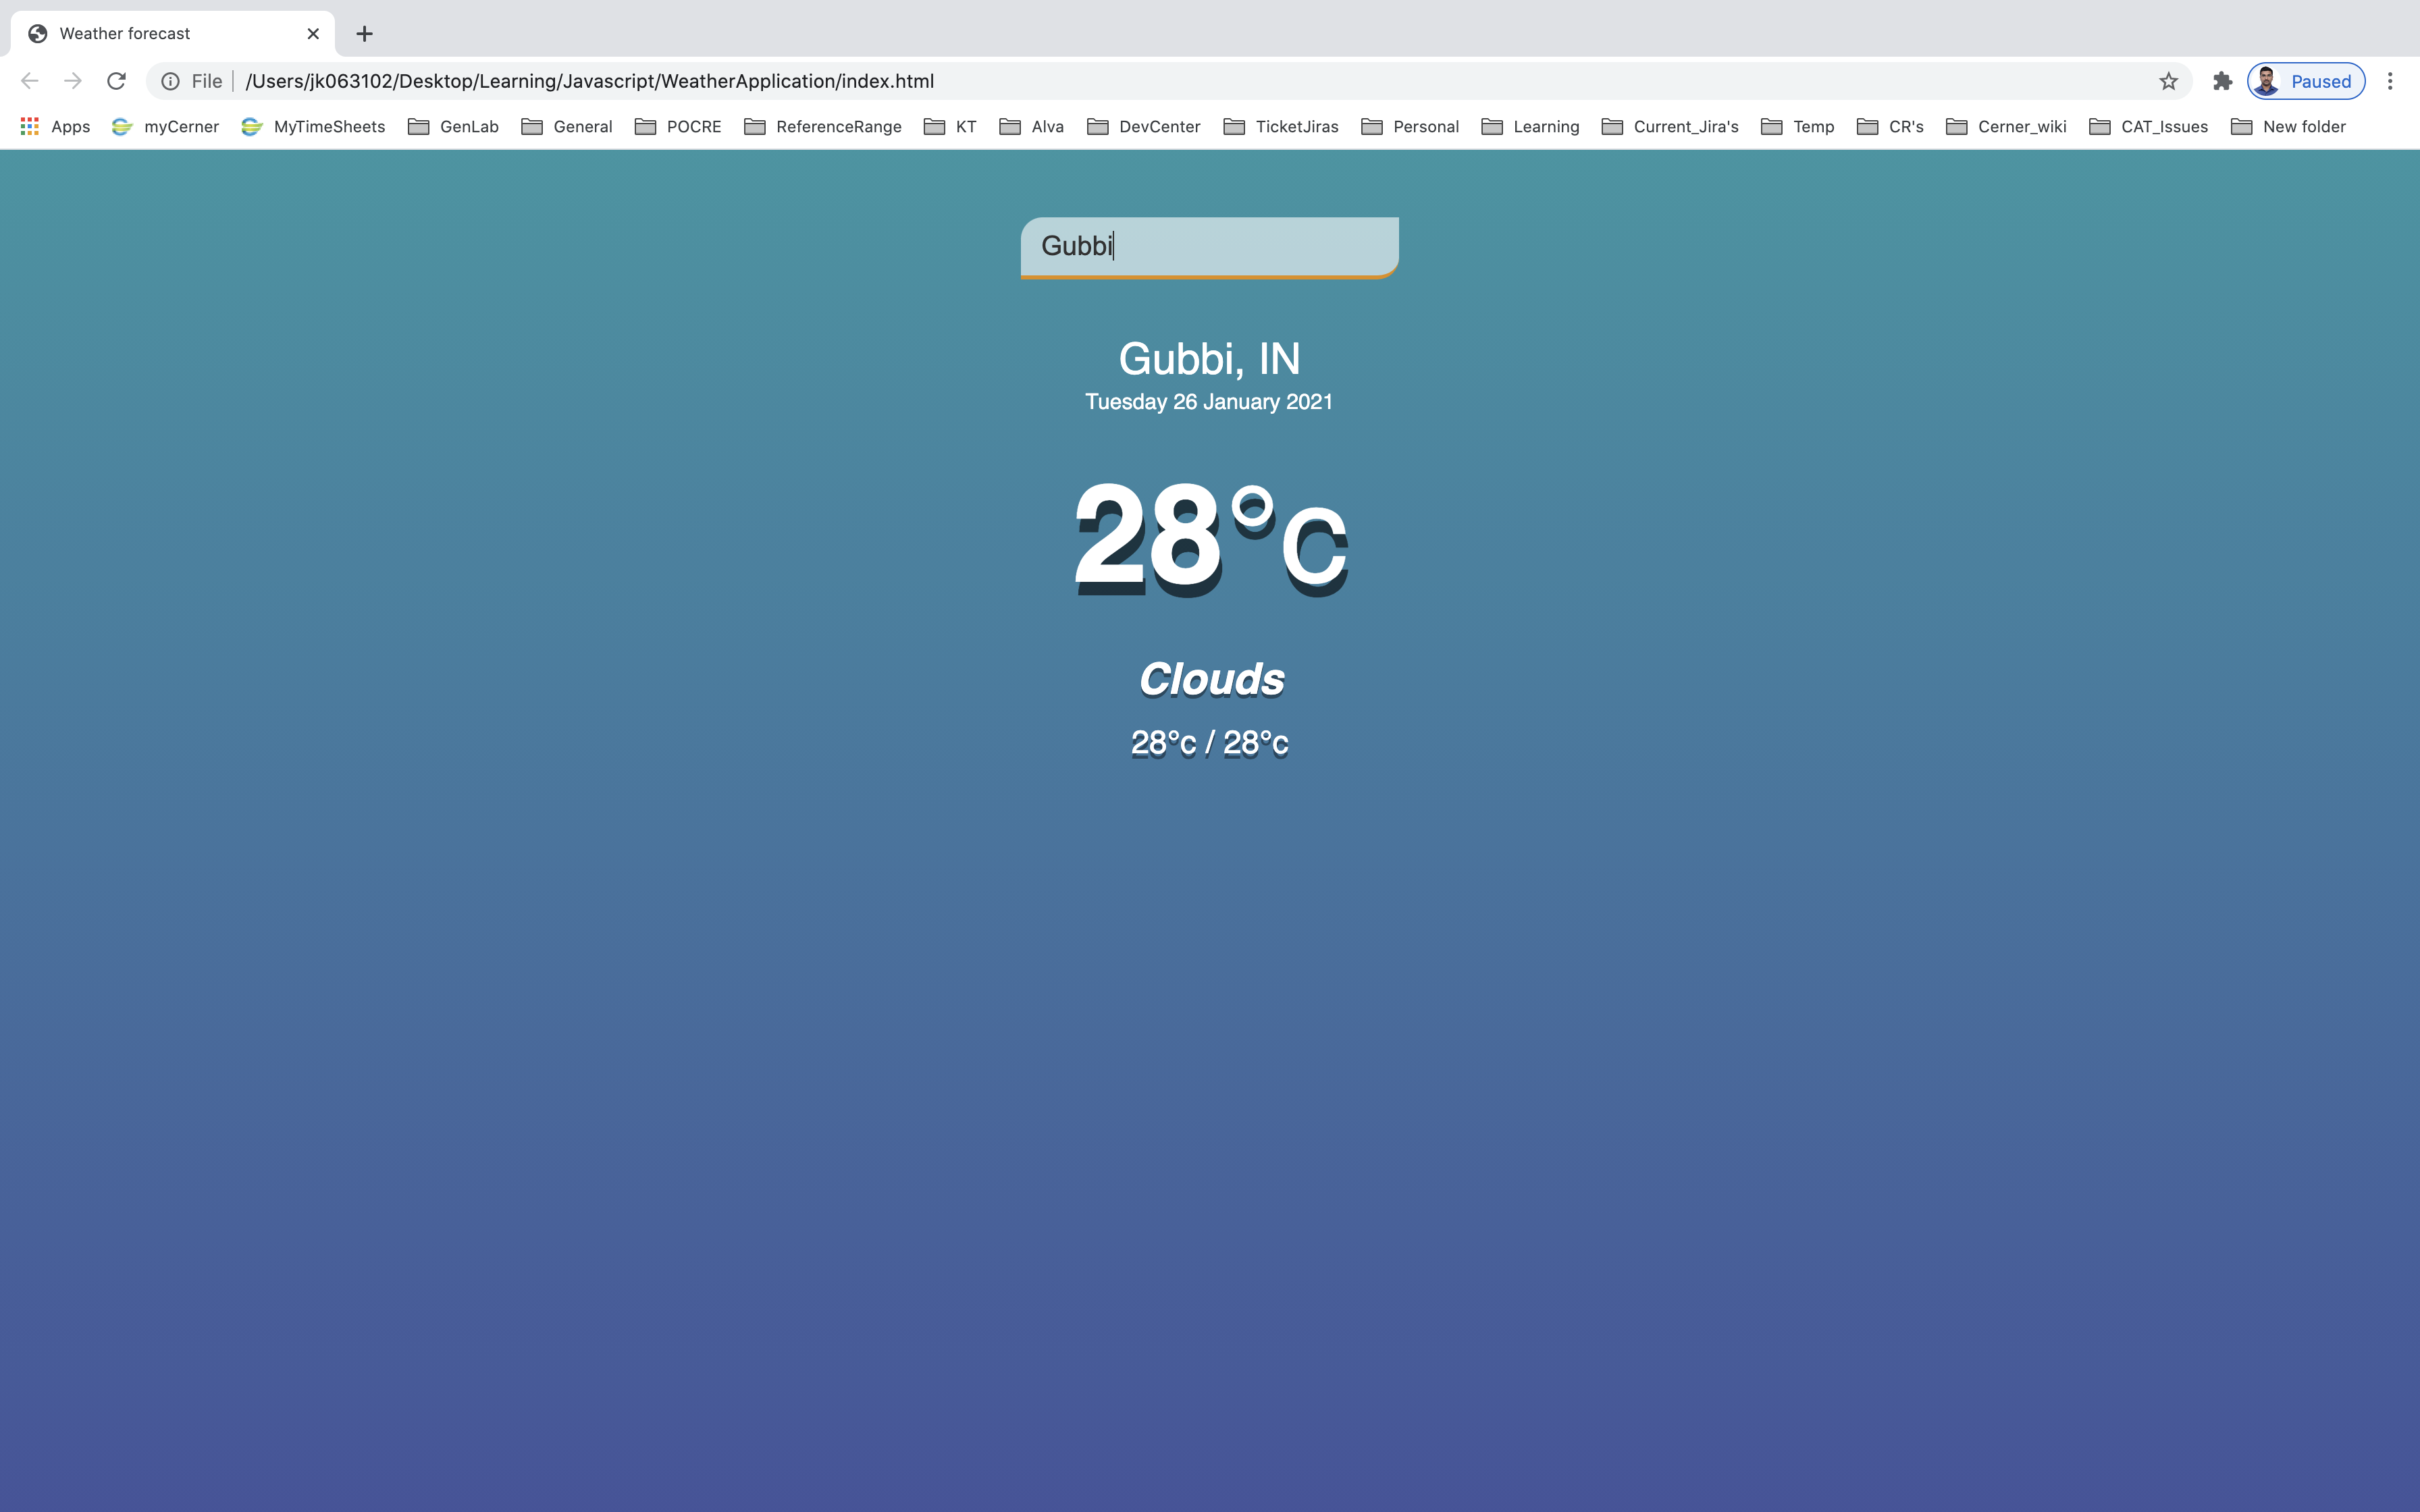 Weather forecast
File /Users/jk063102/Desktop/Learning/Javascript/WeatherApplication/index.html Paused
Apps myCerner MyTimeSheets GenLab General POCRE ReferenceRange KT Alva DevCenter TicketJiras Personal Learning Current_Jira's Temp CR's Cerner_wiki CAT_Issues New folder
Gubbi
Gubbi, IN
Tuesday 26 January 2021
28°c
Clouds
28°c / 28°c